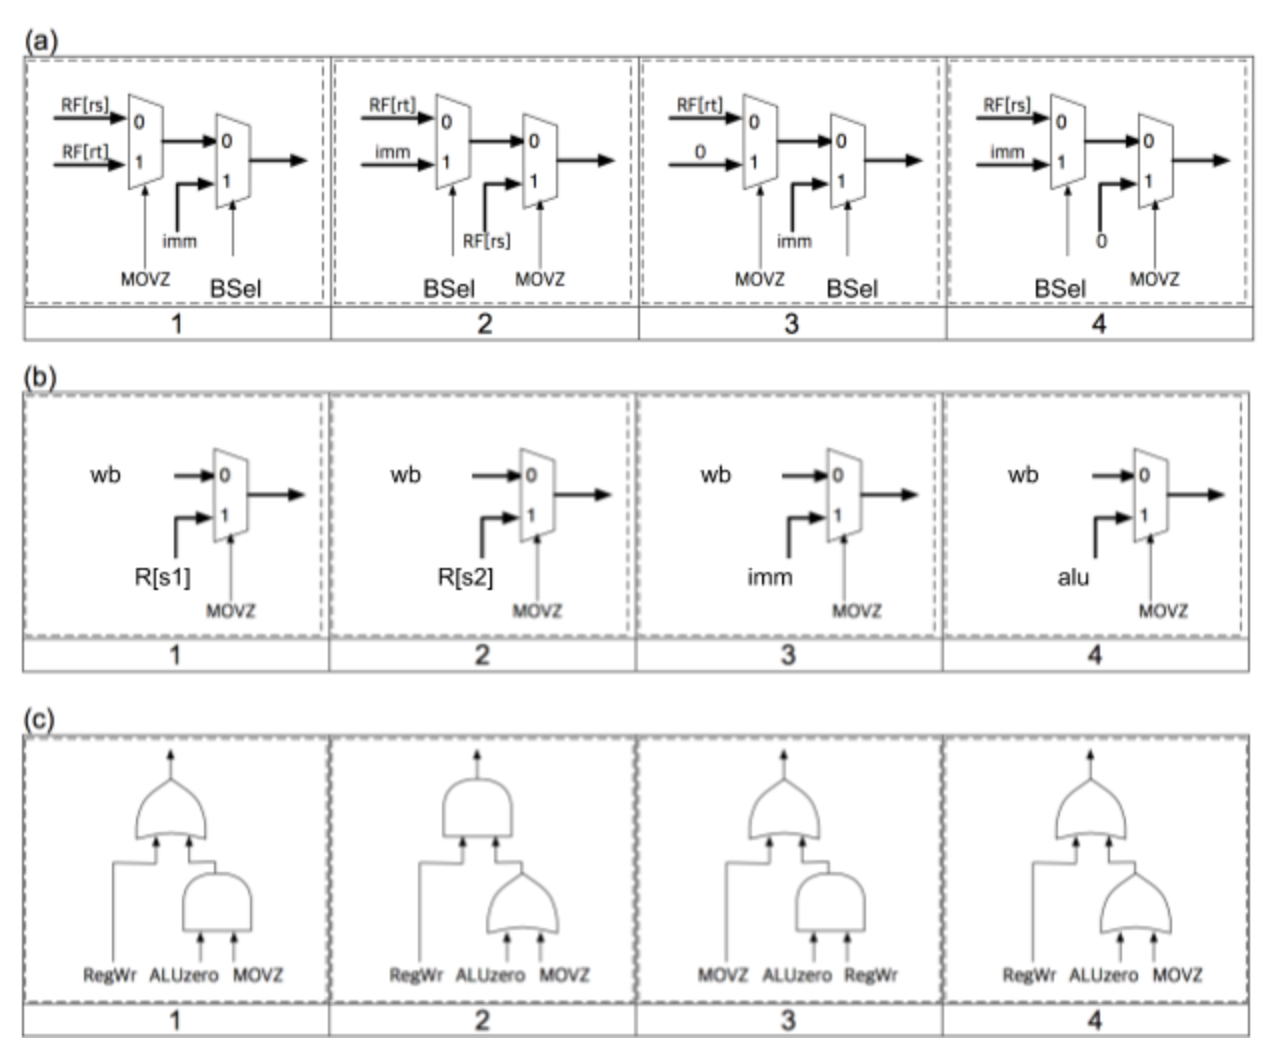 (a)
RF[rs] 0 0 RF[rt] 1 1 imm MOVZ BSel
RF[rt] 0 0 imm 1 1 RF[rs] BSel MOVZ
RF[rt] 0 0 0 1 1 imm MOVZ BSel
RF[rs] 0 0 imm 1 1 0 BSel MOVZ
1 2 3 4
(b)
wb 0 1 R[s1] MOVZ
wb 0 1 R[s2] MOVZ
wb 0 1 imm MOVZ
wb 0 1 alu MOVZ
1 2 3 4
(c)
RegWr ALUzero MOVZ
RegWr ALUzero MOVZ
MOVZ ALUzero RegWr
RegWr ALUzero MOVZ
1 2 3 4